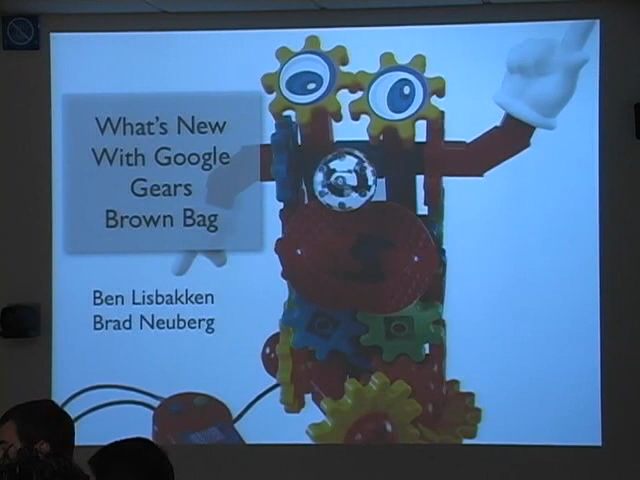 What's New
With Google
Gears
Brown Bag
Ben Lisbakken
Brad Neuberg